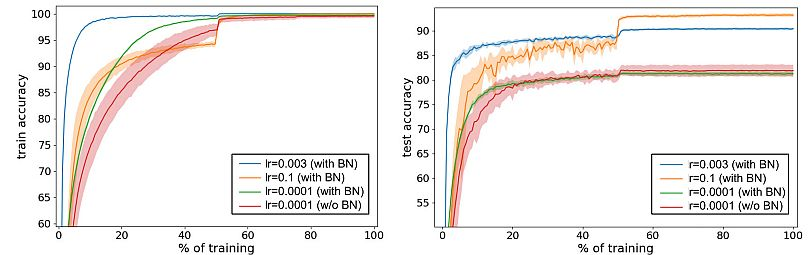 100
95
90
85
80
75
70
65
60
train accuracy
lr=0.003 (with BN)
lr=0.1 (with BN)
lr=0.0001 (with BN)
lr=0.0001 (w/o BN)
0 20 40 60 80 100
% of training
90
85
80
75
70
65
60
55
test accuracy
r=0.003 (with BN)
r=0.1 (with BN)
r=0.0001 (with BN)
r=0.0001 (w/o BN)
0 20 40 60 80 100
% of training